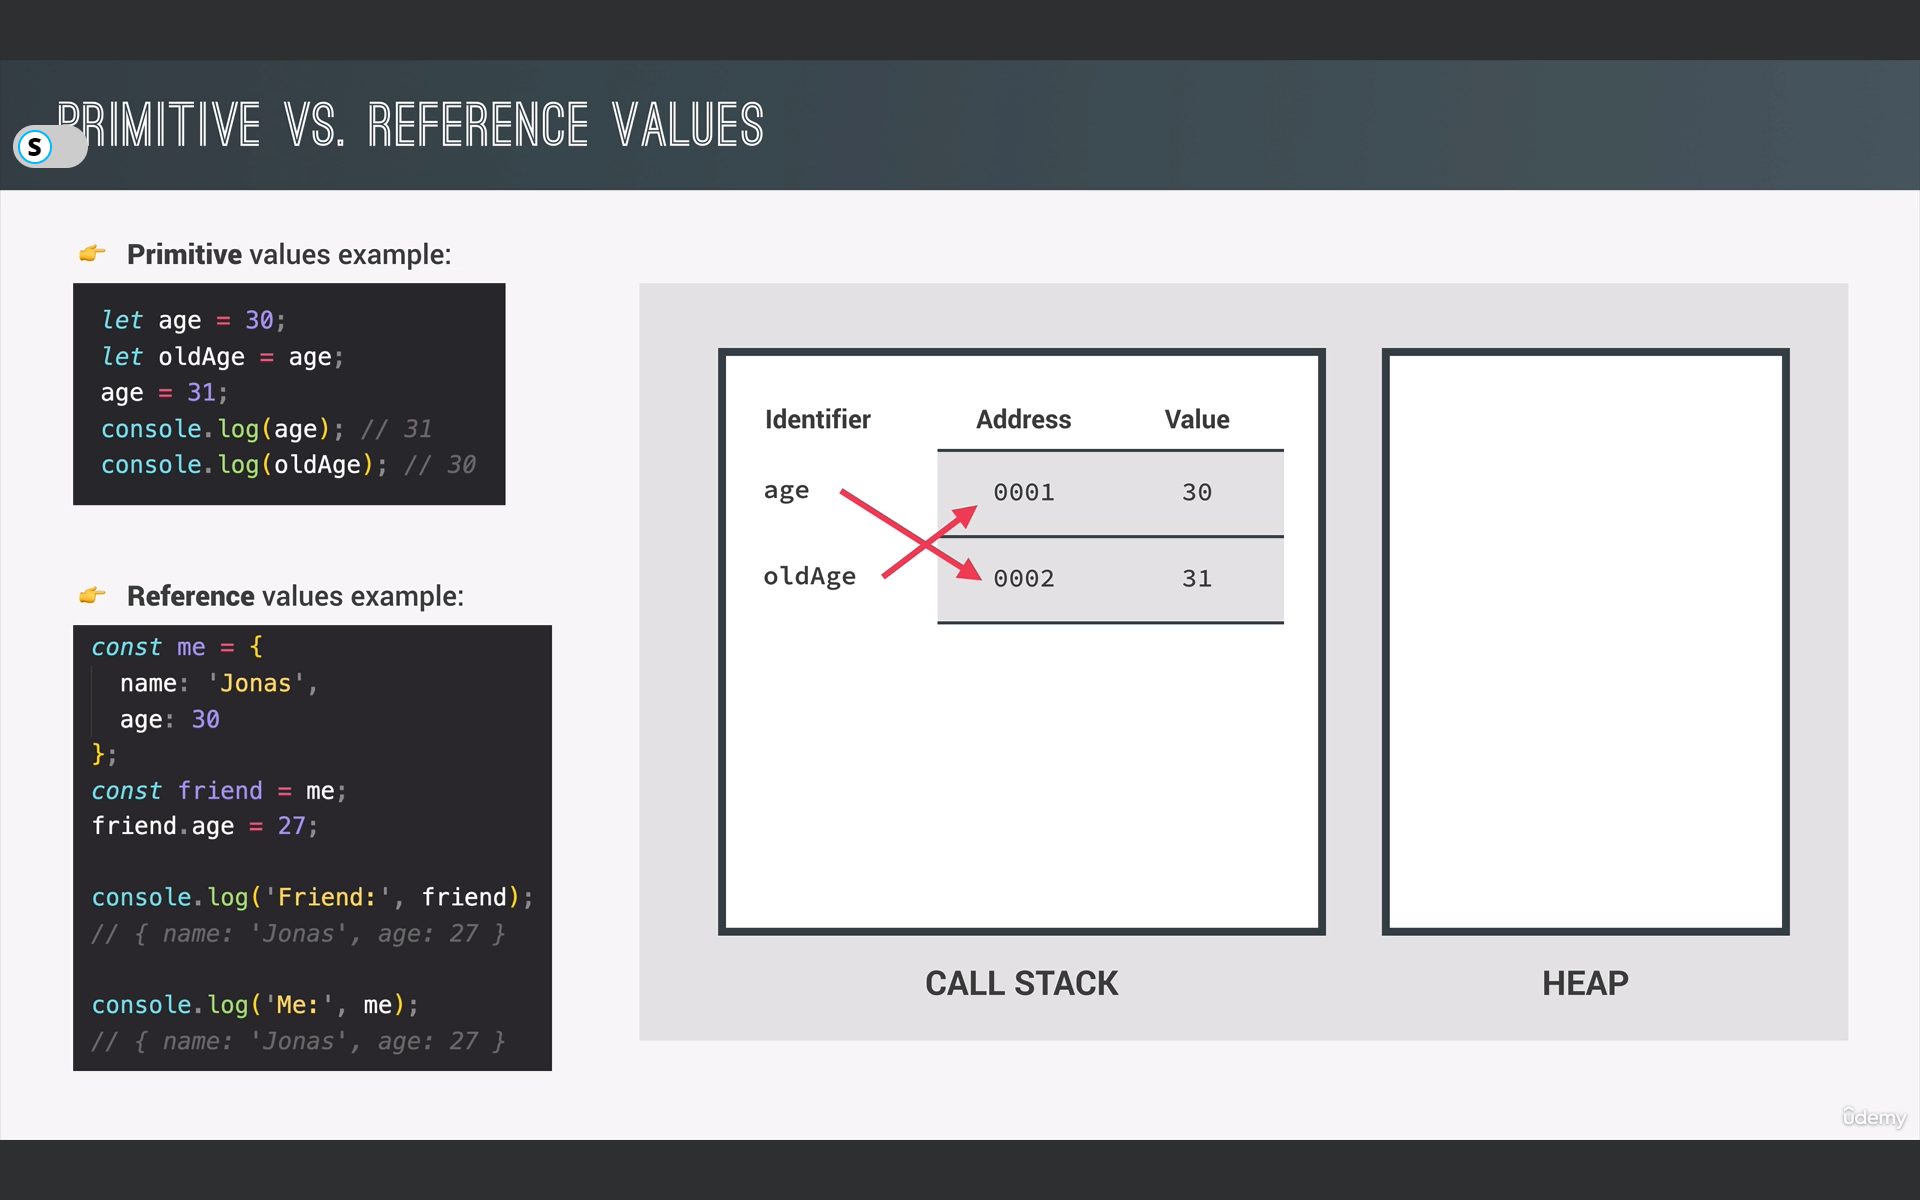 PRIMITIVE VS. REFERENCE VALUES
S
👉 Primitive values example:
let age = 30;
let oldAge = age;
age = 31;
console.log(age); // 31
console.log(oldAge); // 30
👉 Reference values example:
const me = {
  name: 'Jonas',
  age: 30
};
const friend = me;
friend.age = 27;
console.log('Friend:', friend);
// { name: 'Jonas', age: 27 }
console.log('Me:', me);
// { name: 'Jonas', age: 27 }
Identifier Address Value
age 0001 30
oldAge 0002 31
CALL STACK
HEAP
ûdemy